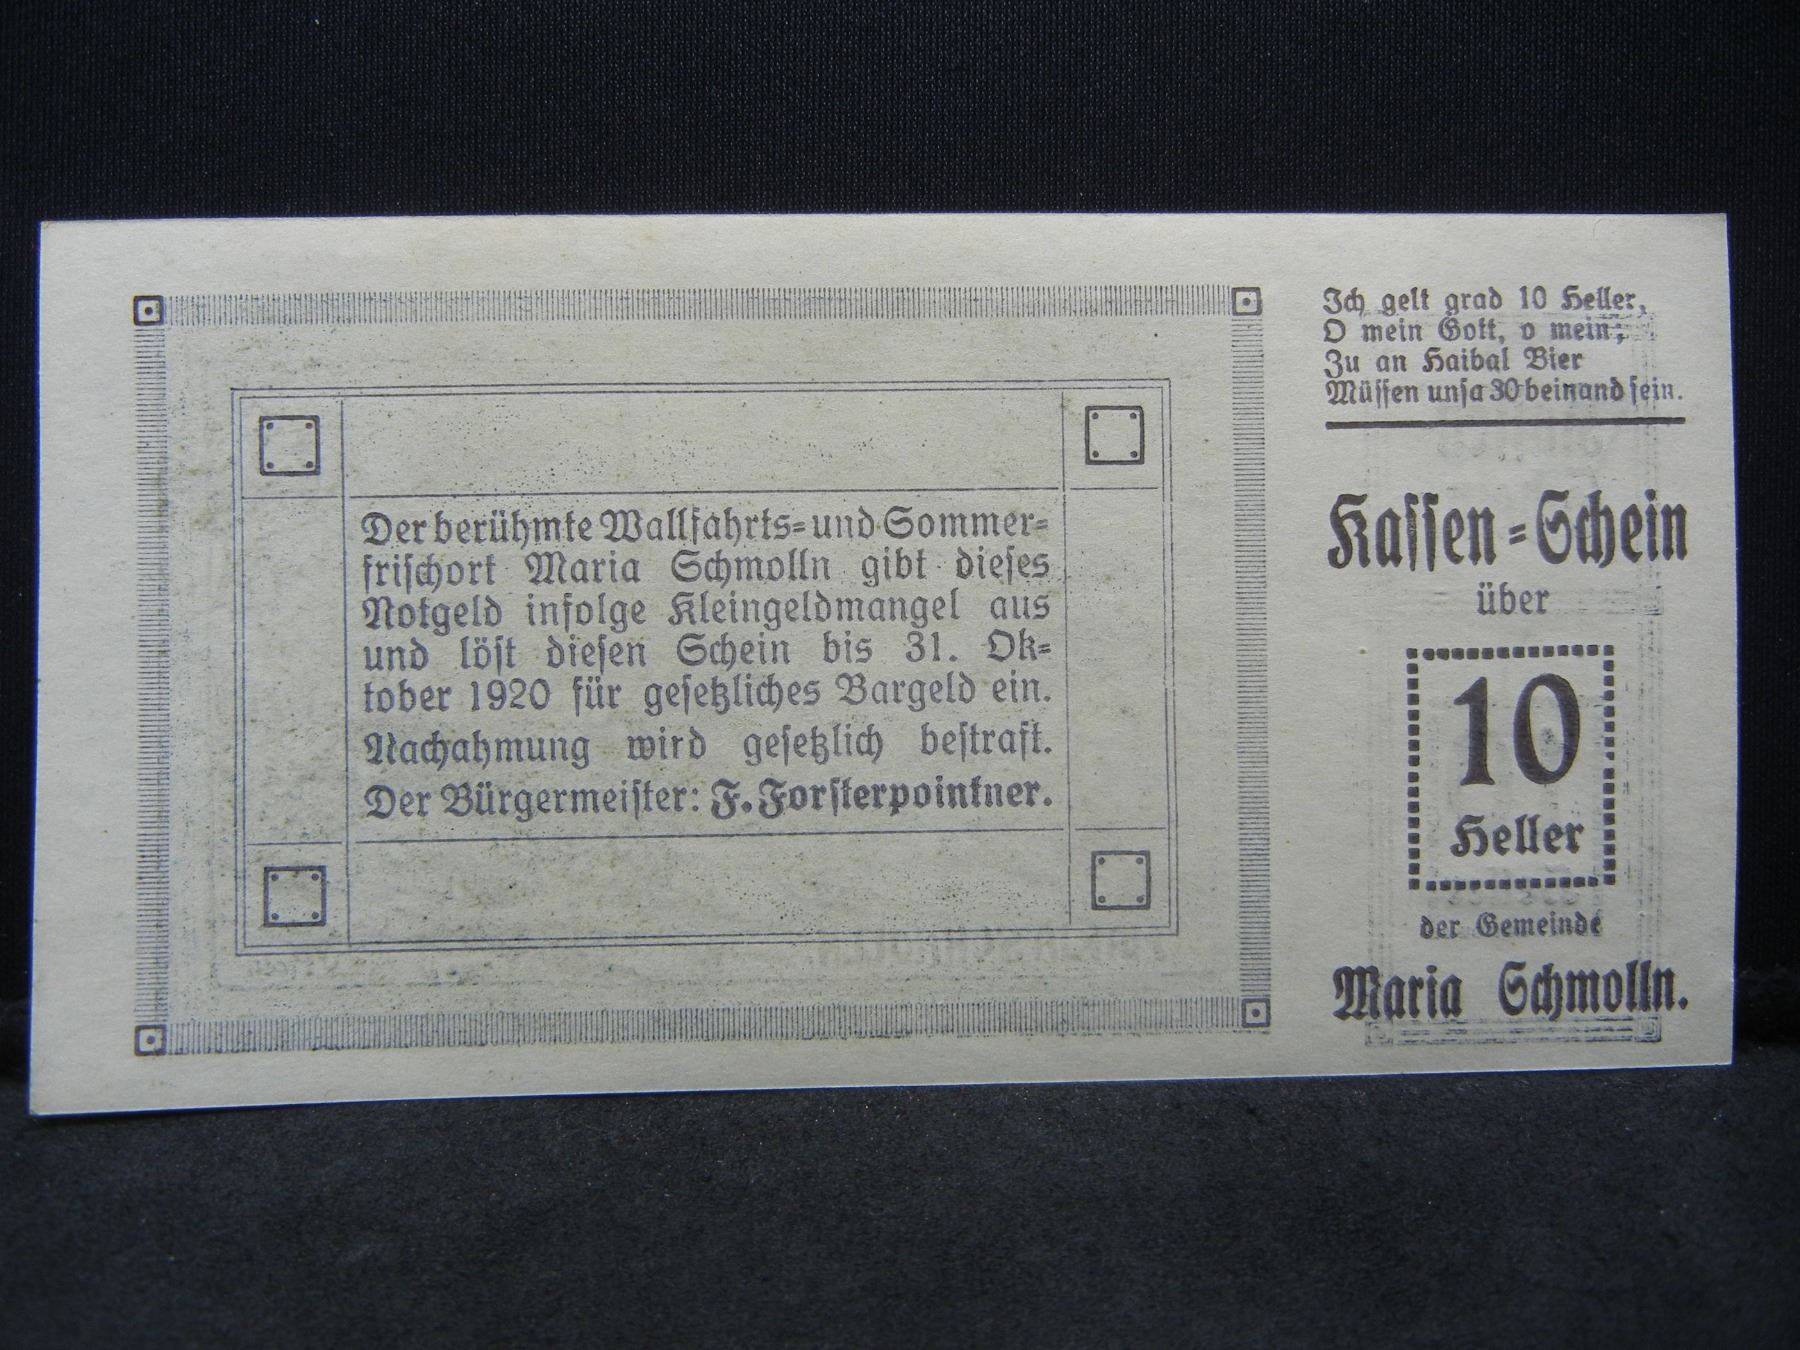 Der berühmte Wallfahrts- und Sommer-
frischort Maria Schmolln gibt dieses
Notgeld infolge Kleingeldmangel aus
und löst diesen Schein bis 31. Ok-
tober 1920 für gesetzliches Bargeld ein.
Nachahmung wird gesetzlich bestraft.
Der Bürgermeister: F. Forsterpointner.
Ich gelt grad 10 Heller,
O mein Gott, o mein;
Zu an Haibal Bier
Müssen unsa 30 beinand sein.
Kassen-Schein
über
10
Heller
der Gemeinde
Maria Schmolln.